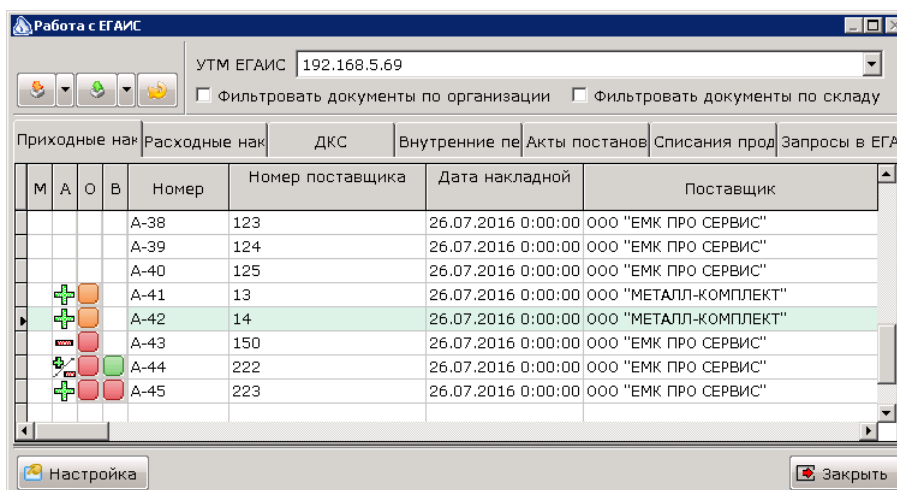 Работа с ЕГАИС
УТМ ЕГАИС 192.168.5.69
Фильтровать документы по организации Фильтровать документы по складу
Приходные нак Расходные нак ДКС Внутренние пе Акты постанов Списания прод Запросы в ЕГА
М А О В Номер Номер поставщика Дата накладной Поставщик
А-38 123 26.07.2016 0:00:00 ООО "ЕМК ПРО СЕРВИС"
А-39 124 26.07.2016 0:00:00 ООО "ЕМК ПРО СЕРВИС"
А-40 125 26.07.2016 0:00:00 ООО "ЕМК ПРО СЕРВИС"
А-41 13 26.07.2016 0:00:00 ООО "МЕТАЛЛ-КОМПЛЕКТ"
А-42 14 26.07.2016 0:00:00 ООО "МЕТАЛЛ-КОМПЛЕКТ"
А-43 150 26.07.2016 0:00:00 ООО "ЕМК ПРО СЕРВИС"
А-44 222 26.07.2016 0:00:00 ООО "ЕМК ПРО СЕРВИС"
А-45 223 26.07.2016 0:00:00 ООО "ЕМК ПРО СЕРВИС"
Настройка Закрыть